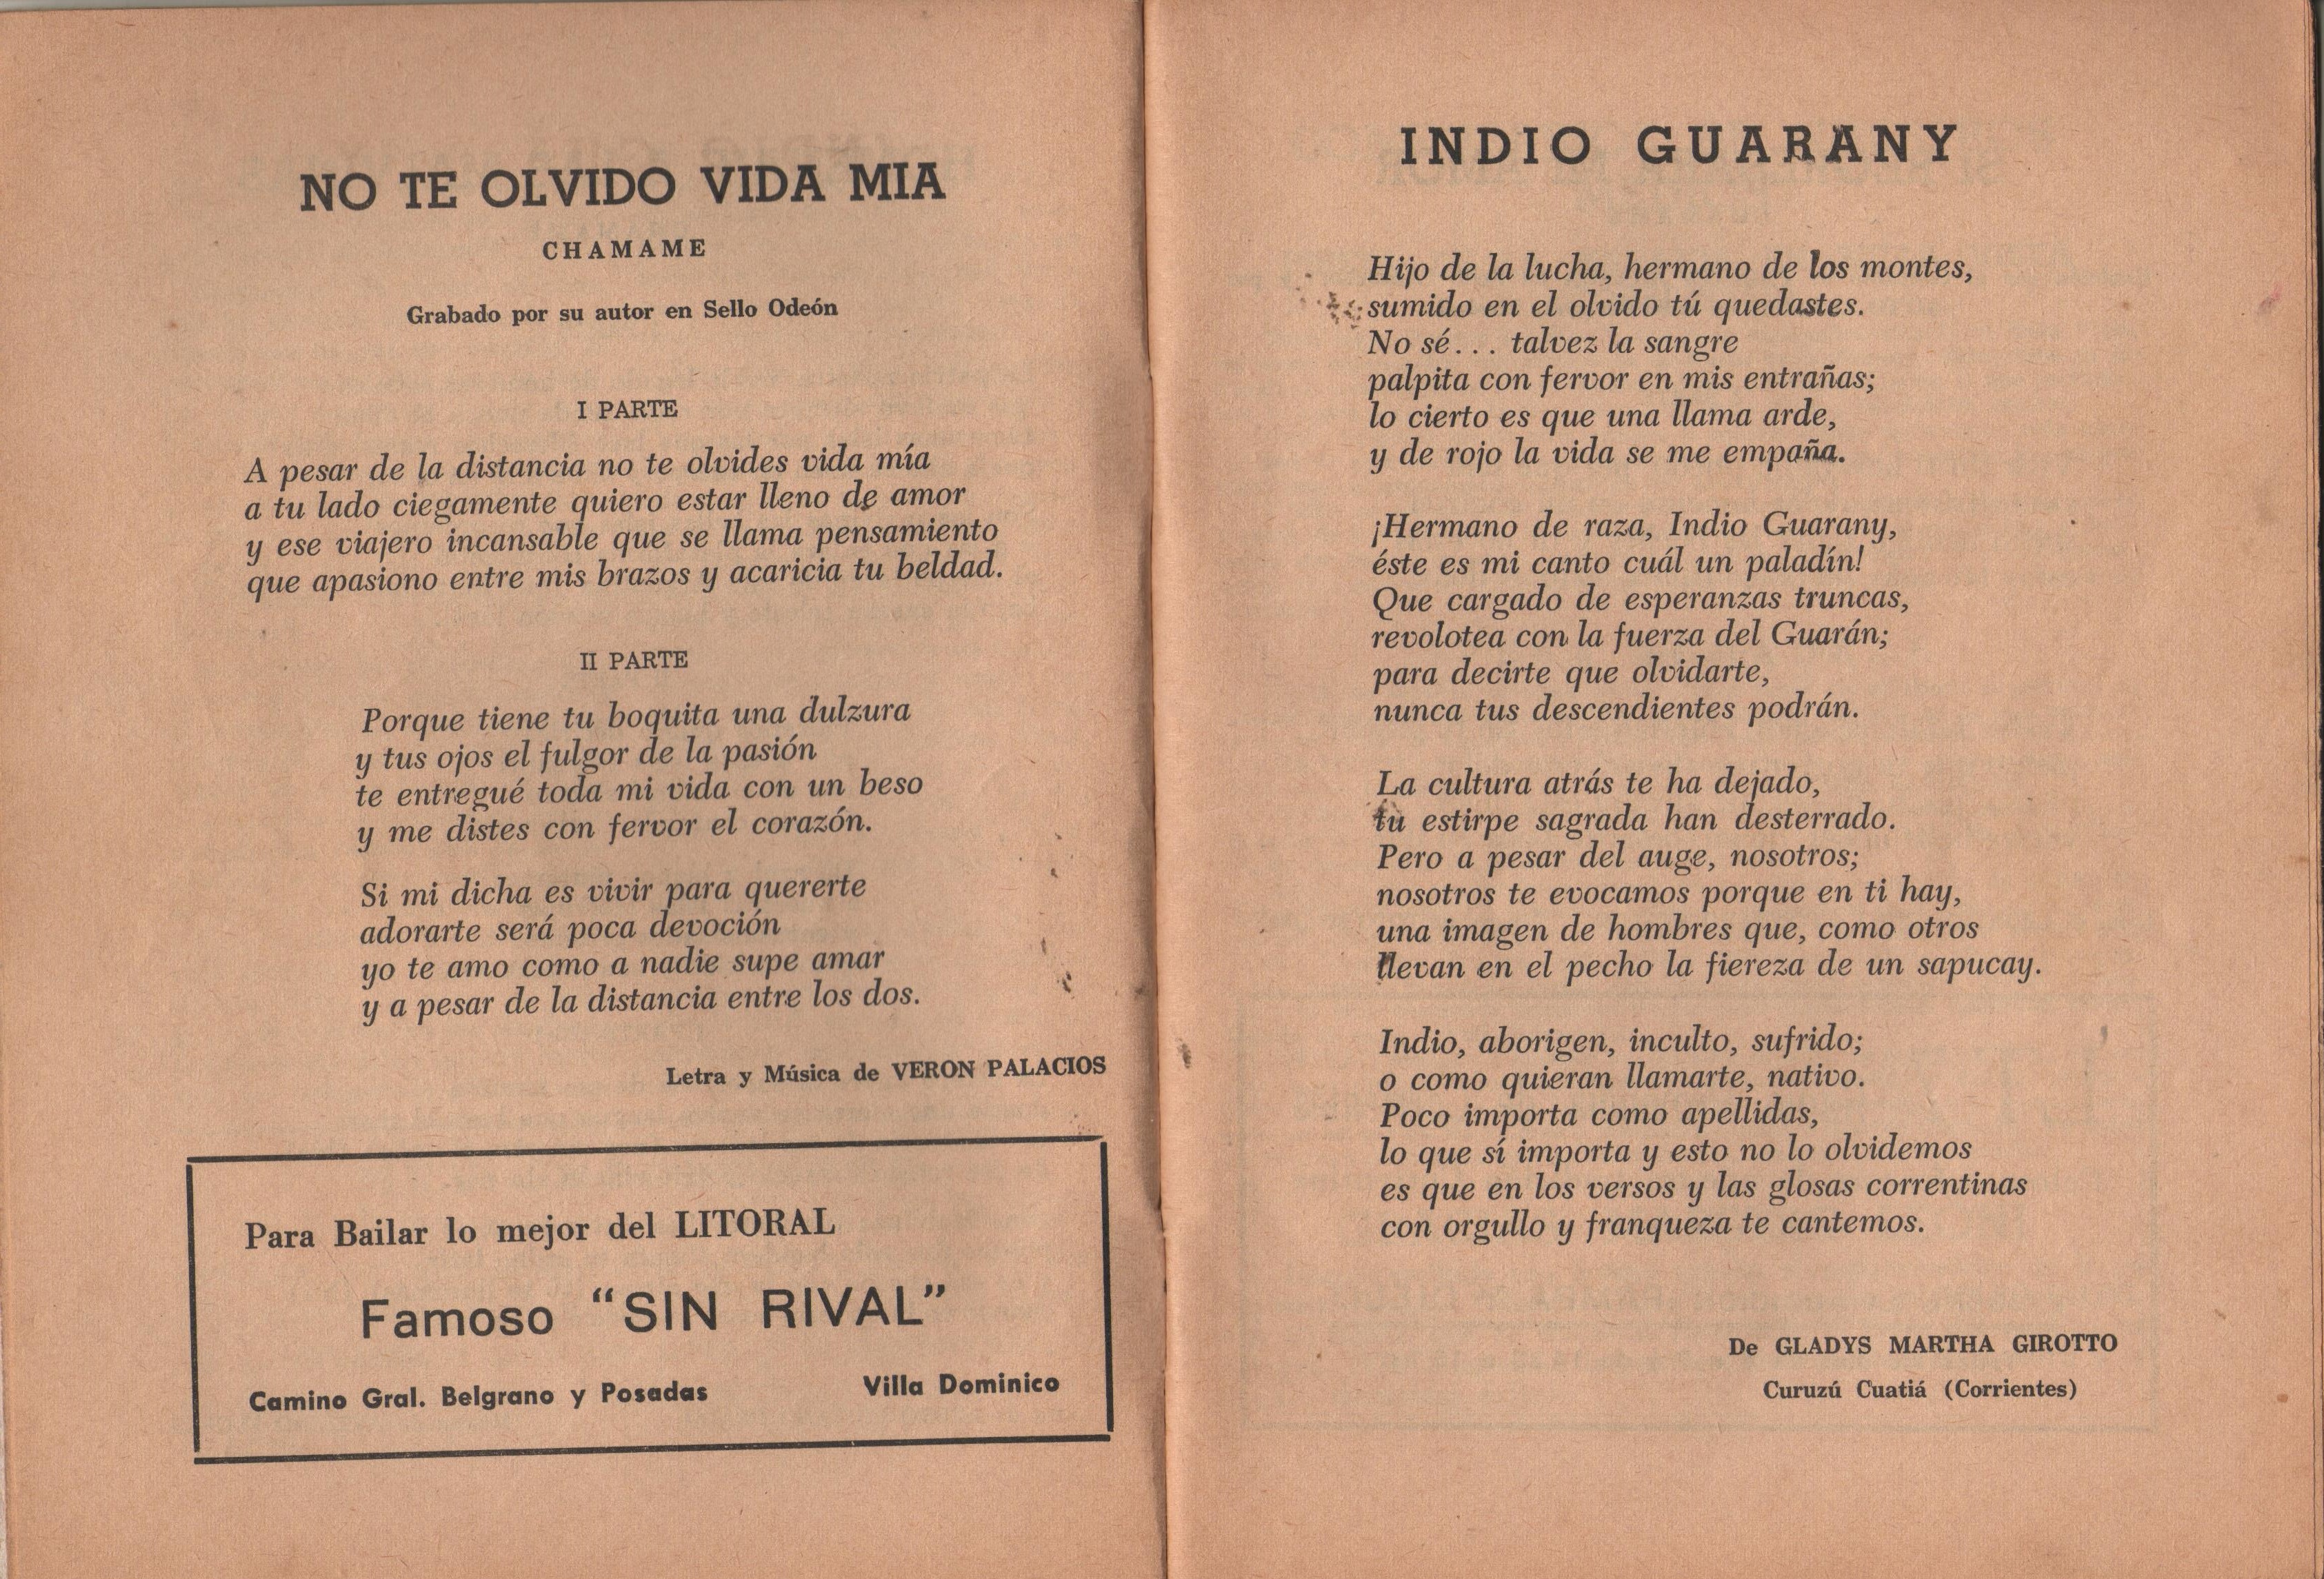 NO TE OLVIDO VIDA MIA
CHAMAME
Grabado por su autor en Sello Odeón
I PARTE
A pesar de la distancia no te olvides vida mía
a tu lado ciegamente quiero estar lleno de amor
y ese viajero incansable que se llama pensamiento
que apasiono entre mis brazos y acaricia tu beldad.
II PARTE
Porque tiene tu boquita una dulzura
y tus ojos el fulgor de la pasión
te entregué toda mi vida con un beso
y me distes con fervor el corazón.
Si mi dicha es vivir para quererte
adorarte será poca devoción
yo te amo como a nadie supe amar
y a pesar de la distancia entre los dos.
Letra y Música de VERON PALACIOS
Para Bailar lo mejor del LITORAL
Famoso "SIN RIVAL"
Camino Gral. Belgrano y Posadas Villa Dominico
INDIO GUARANY
Hijo de la lucha, hermano de los montes,
sumido en el olvido tú quedastes.
No sé... talvez la sangre
palpita con fervor en mis entrañas;
lo cierto es que una llama arde,
y de rojo la vida se me empaña.
¡Hermano de raza, Indio Guarany,
éste es mi canto cuál un paladín!
Que cargado de esperanzas truncas,
revolotea con la fuerza del Guarán;
para decirte que olvidarte,
nunca tus descendientes podrán.
La cultura atrás te ha dejado,
tu estirpe sagrada han desterrado.
Pero a pesar del auge, nosotros;
nosotros te evocamos porque en ti hay,
una imagen de hombres que, como otros
llevan en el pecho la fiereza de un sapucay.
Indio, aborigen, inculto, sufrido;
o como quieran llamarte, nativo.
Poco importa como apellidas,
lo que sí importa y esto no lo olvidemos
es que en los versos y las glosas correntinas
con orgullo y franqueza te cantemos.
De GLADYS MARTHA GIROTTO
Curuzú Cuatiá (Corrientes)